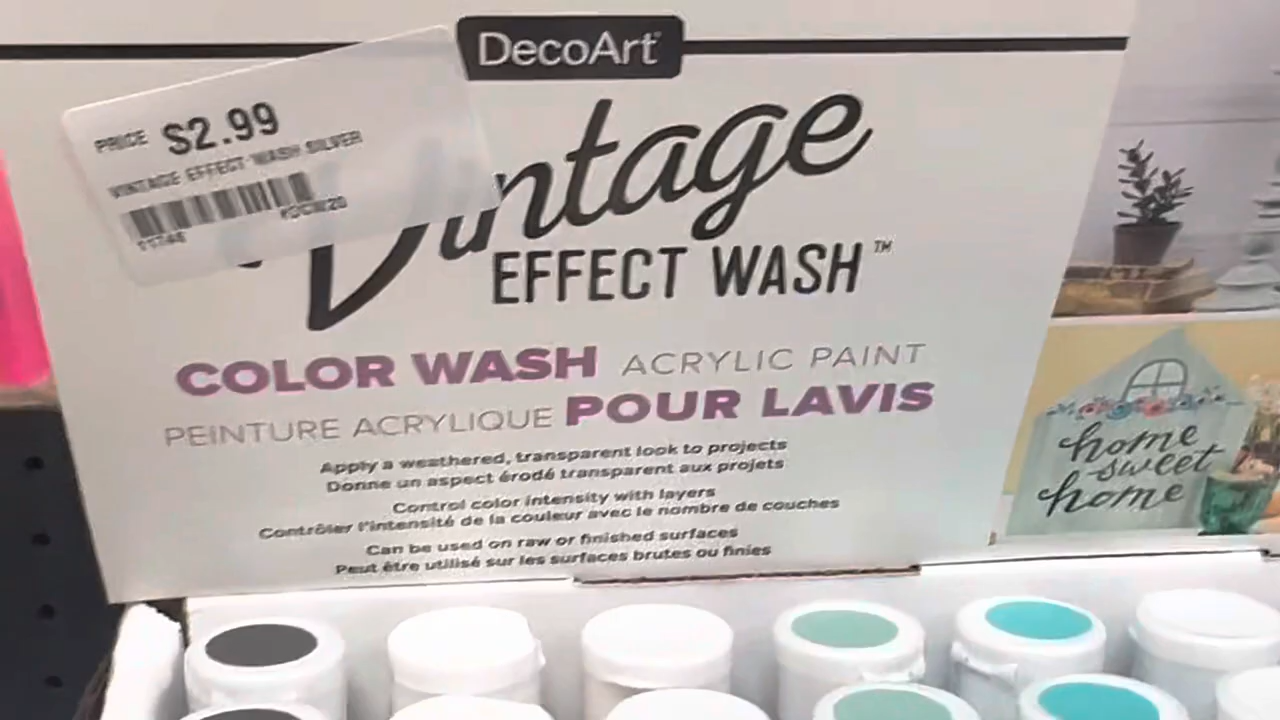 DecoArt
PRICE $2.99
VINTAGE EFFECT WASH SILVER
11746
Vintage
EFFECT WASH™
COLOR WASH ACRYLIC PAINT
PEINTURE ACRYLIQUE POUR LAVIS
Apply a weathered, transparent look to projects
Donne un aspect érodé transparent aux projets
Control color intensity with layers
Contrôler l'intensité de la couleur avec le nombre de couches
Can be used on raw or finished surfaces
Peut être utilisé sur les surfaces brutes ou finies
home
sweet
home